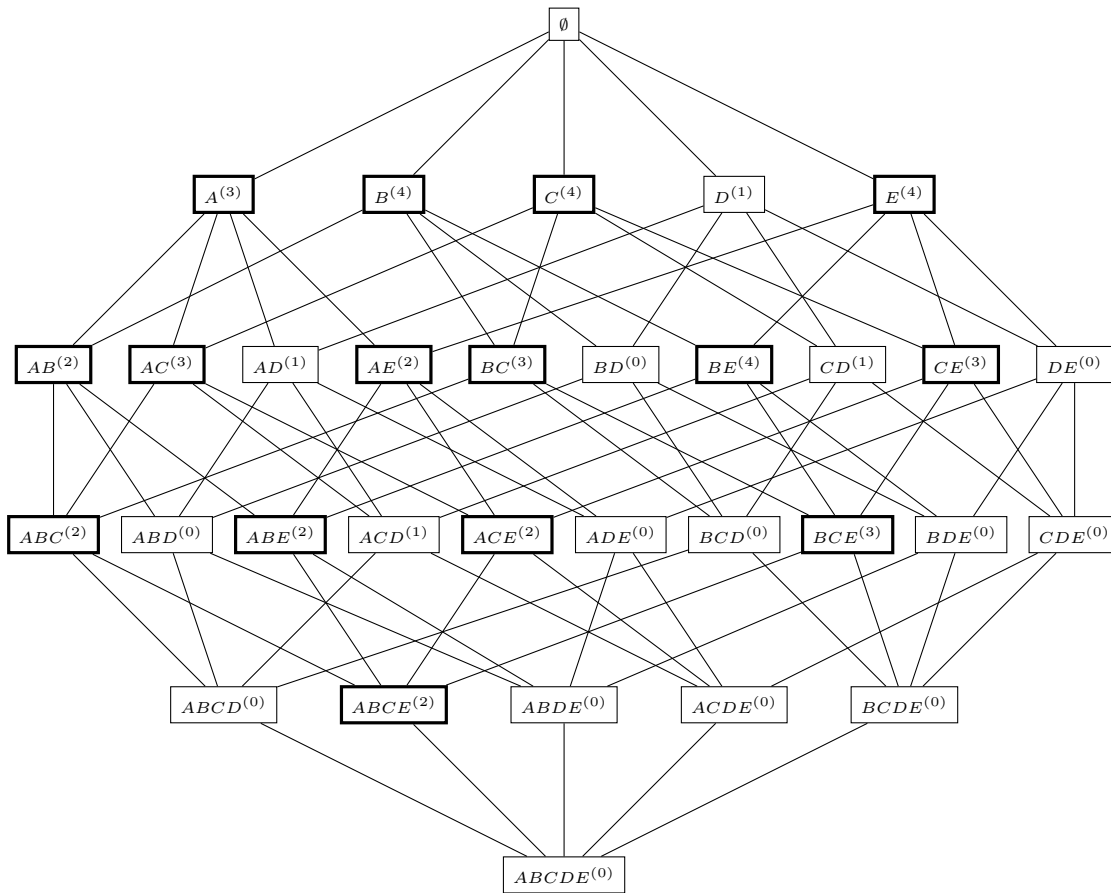 ∅
A⁽³⁾ B⁽⁴⁾ C⁽⁴⁾ D⁽¹⁾ E⁽⁴⁾
AB⁽²⁾ AC⁽³⁾ AD⁽¹⁾ AE⁽²⁾ BC⁽³⁾ BD⁽⁰⁾ BE⁽⁴⁾ CD⁽¹⁾ CE⁽³⁾ DE⁽⁰⁾
ABC⁽²⁾ ABD⁽⁰⁾ ABE⁽²⁾ ACD⁽¹⁾ ACE⁽²⁾ ADE⁽⁰⁾ BCD⁽⁰⁾ BCE⁽³⁾ BDE⁽⁰⁾ CDE⁽⁰⁾
ABCD⁽⁰⁾ ABCE⁽²⁾ ABDE⁽⁰⁾ ACDE⁽⁰⁾ BCDE⁽⁰⁾
ABCDE⁽⁰⁾